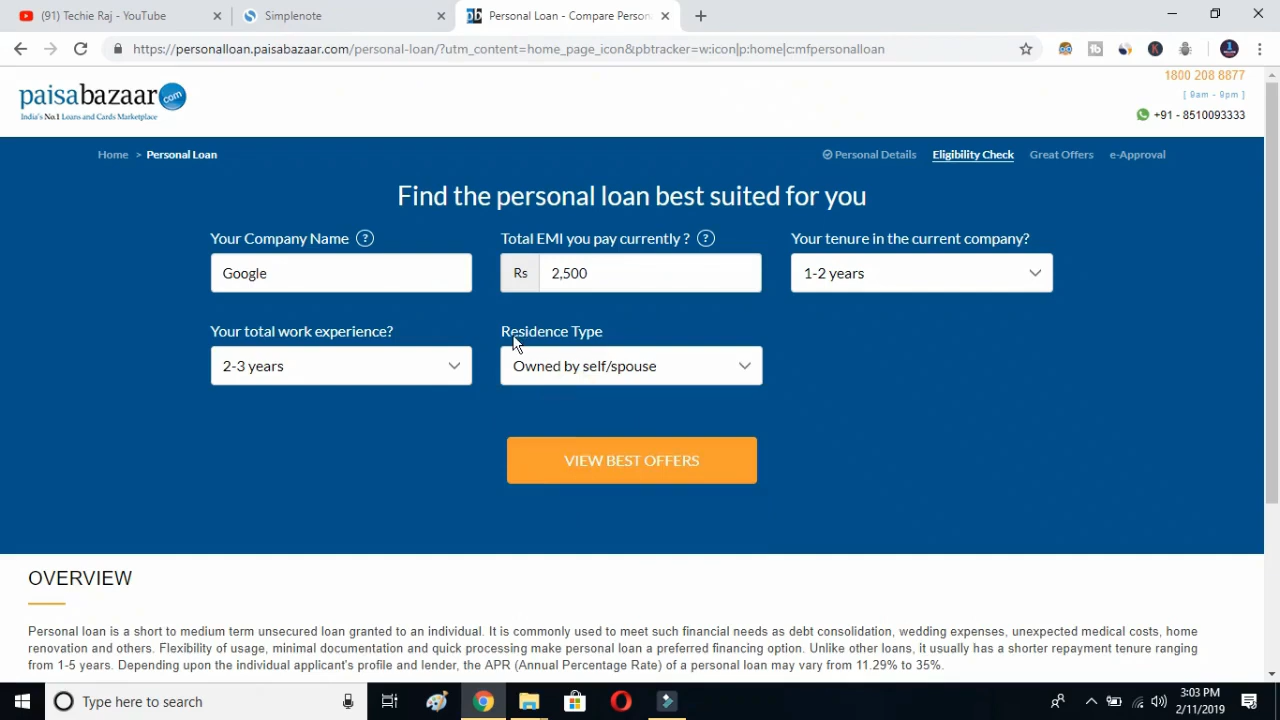 (91) Techie Raj - YouTube
Simplenote
Personal Loan - Compare Person
https://personalloan.paisabazaar.com/personal-loan/?utm_content=home_page_icon&pbtracker=w:icon|p:home|c:mfpersonalloan
1800 208 8877
paisabazaar.com
[ 9am - 9pm ]
India's No.1 Loans and Cards Marketplace
+91 - 8510093333
Home > Personal Loan
Personal Details Eligibility Check Great Offers e-Approval
Find the personal loan best suited for you
Your Company Name ? Total EMI you pay currently ? ? Your tenure in the current company?
Google Rs 2,500 1-2 years
Your total work experience? Residence Type
2-3 years Owned by self/spouse
VIEW BEST OFFERS
OVERVIEW
Personal loan is a short to medium term unsecured loan granted to an individual. It is commonly used to meet such financial needs as debt consolidation, wedding expenses, unexpected medical costs, home
renovation and others. Flexibility of usage, minimal documentation and quick processing make personal loan a preferred financing option. Unlike other loans, it usually has a shorter repayment tenure ranging
from 1-5 years. Depending upon the individual applicant's profile and lender, the APR (Annual Percentage Rate) of a personal loan may vary from 11.29% to 35%.
Type here to search
3:03 PM
2/11/2019